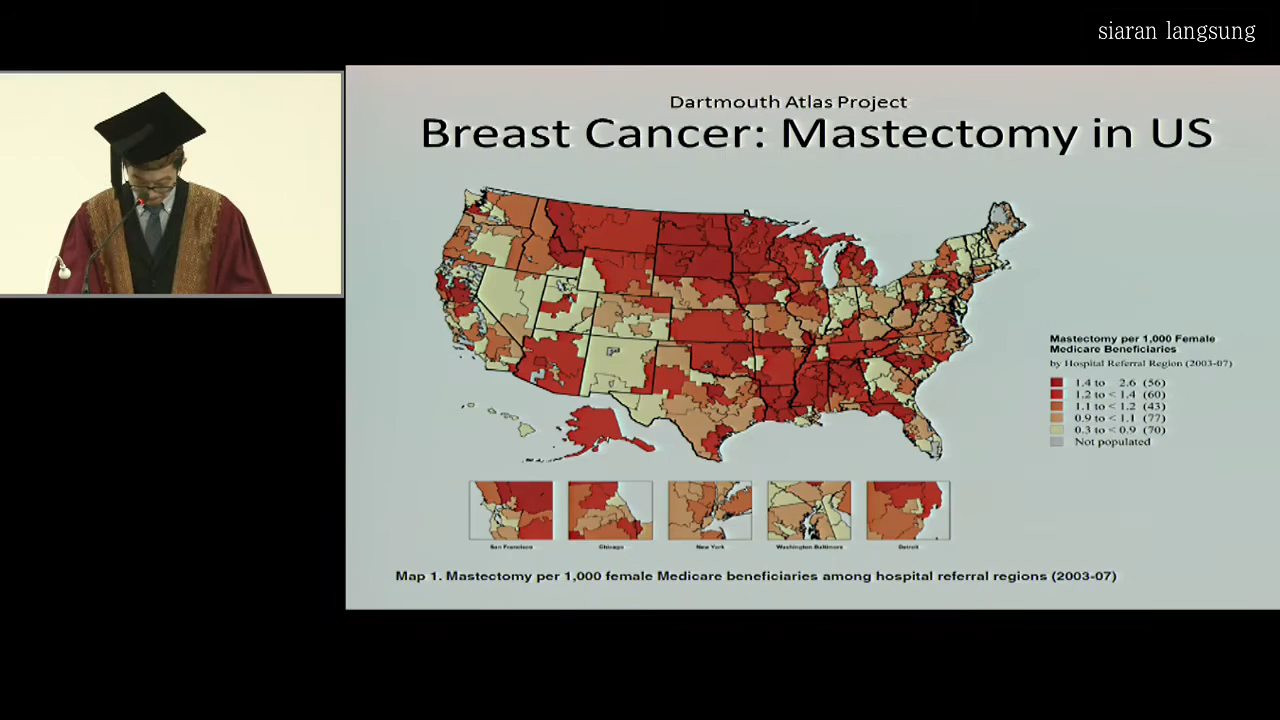 siaran langsung
Dartmouth Atlas Project
Breast Cancer: Mastectomy in US
Mastectomy per 1,000 Female
Medicare Beneficiaries
by Hospital Referral Region (2003-07)
1.4 to 2.6 (56)
1.2 to < 1.4 (60)
1.1 to < 1.2 (43)
0.9 to < 1.1 (77)
0.3 to < 0.9 (70)
Not populated
San Francisco
Chicago
New York
Washington-Baltimore
Detroit
Map 1. Mastectomy per 1,000 female Medicare beneficiaries among hospital referral regions (2003-07)